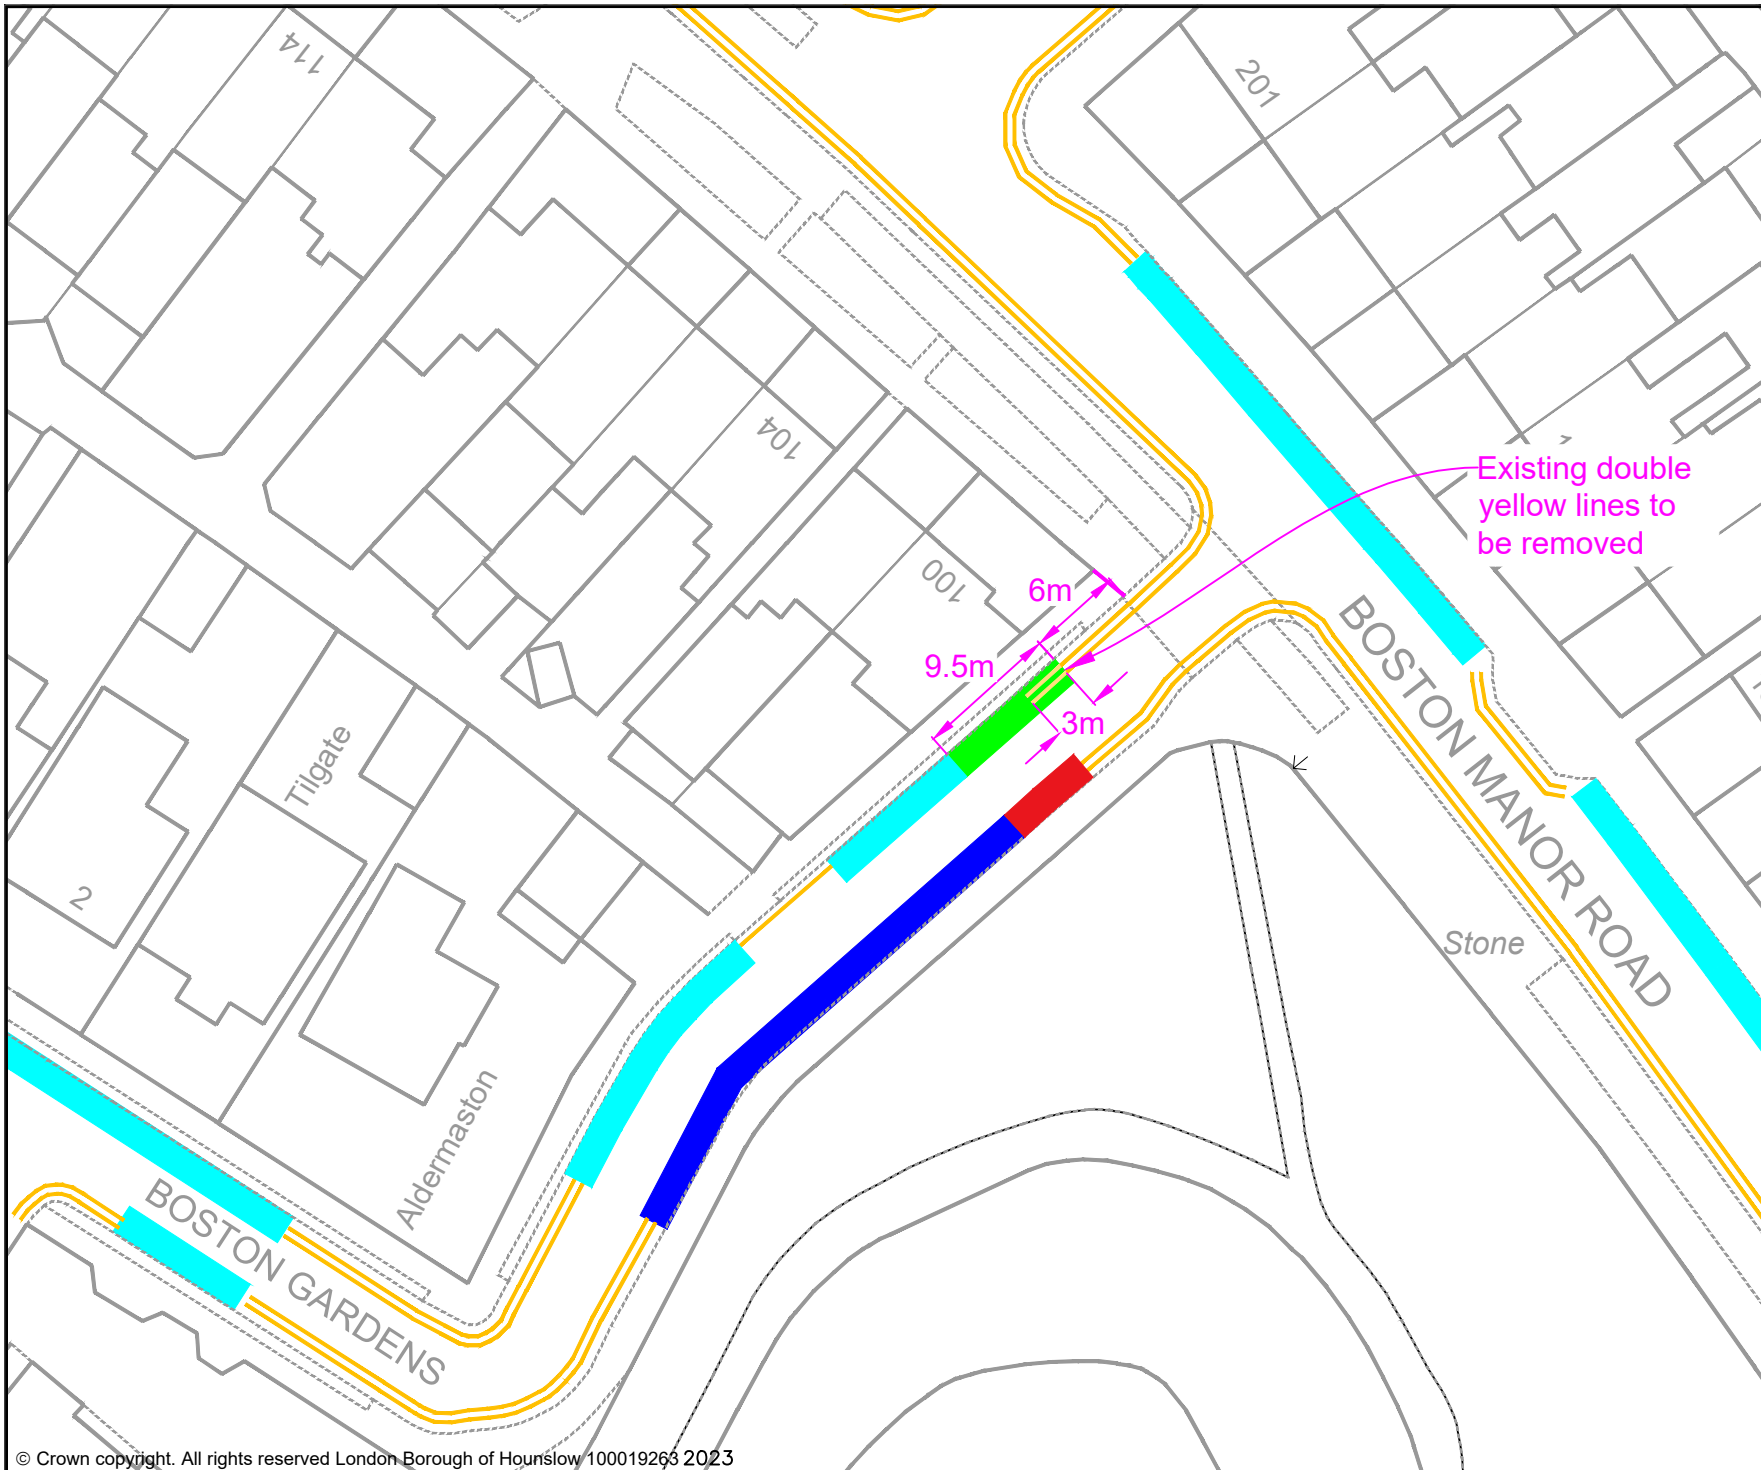 114
201
104
100
1
Existing double
yellow lines to
be removed
6m
9.5m
3m
BOSTON MANOR ROAD
Tilgate
2
Stone
Aldermaston
BOSTON GARDENS
© Crown copyright. All rights reserved London Borough of Hounslow 100019263 2023